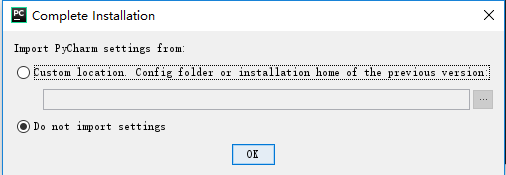 PC
Complete Installation
Import PyCharm settings from:
Custom location. Config folder or installation home of the previous version:
...
Do not import settings
OK